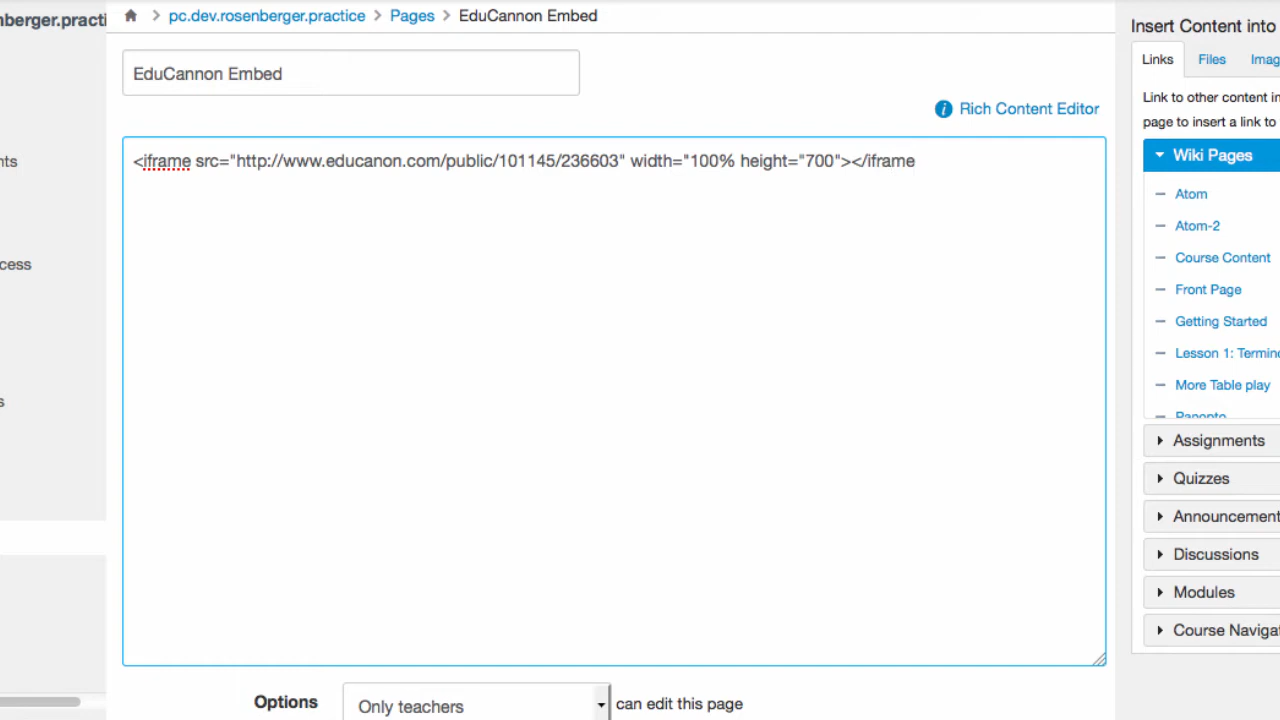 nberger.practi
pc.dev.rosenberger.practice > Pages > EduCannon Embed
EduCannon Embed
Rich Content Editor
<iframe src="http://www.educanon.com/public/101145/236603" width="100% height="700"></iframe
nts
cess
s
Options Only teachers can edit this page
Insert Content into
Links Files Imag
Link to other content in
page to insert a link to
Wiki Pages
Atom
Atom-2
Course Content
Front Page
Getting Started
Lesson 1: Termin
More Table play
Panopto
Assignments
Quizzes
Announcement
Discussions
Modules
Course Navigat